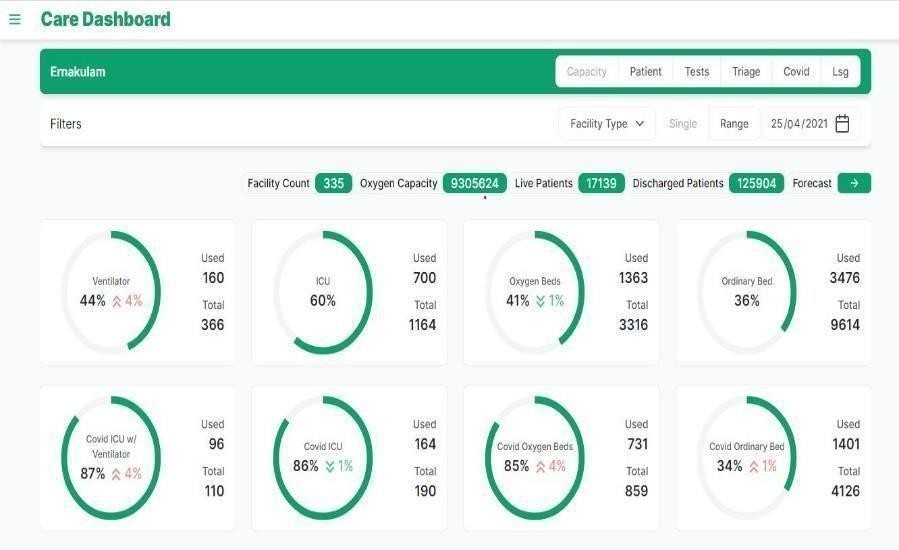 Care Dashboard
Ernakulam
Capacity Patient Tests Triage Covid Lsg
Filters
Facility Type Single Range 25/04/2021
Facility Count 335 Oxygen Capacity 9305624 Live Patients 17139 Discharged Patients 125904 Forecast
Ventilator
44% 4%
Used
160
Total
366
ICU
60%
Used
700
Total
1164
Oxygen Beds
41% 1%
Used
1363
Total
3316
Ordinary Bed
36%
Used
3476
Total
9614
Covid ICU w/
Ventilator
87% 4%
Used
96
Total
110
Covid ICU
86% 1%
Used
164
Total
190
Covid Oxygen Beds
85% 4%
Used
731
Total
859
Covid Ordinary Bed
34% 1%
Used
1401
Total
4126